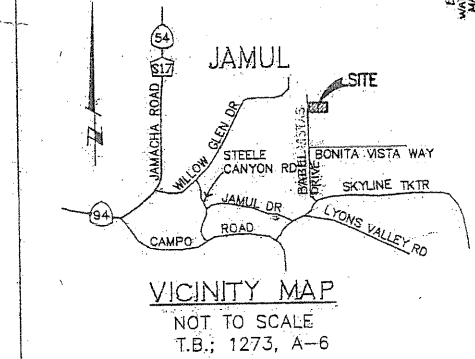 54
S17
JAMUL
SITE
JAMACHA ROAD
WILLOW GLEN DR
STEELE
CANYON RD
DRIVE
BONITA VISTA WAY
SKYLINE TKTR
JAMUL DR
LYONS VALLEY RD
94
CAMPO ROAD
VICINITY MAP
NOT TO SCALE
T.B.; 1273, A-6